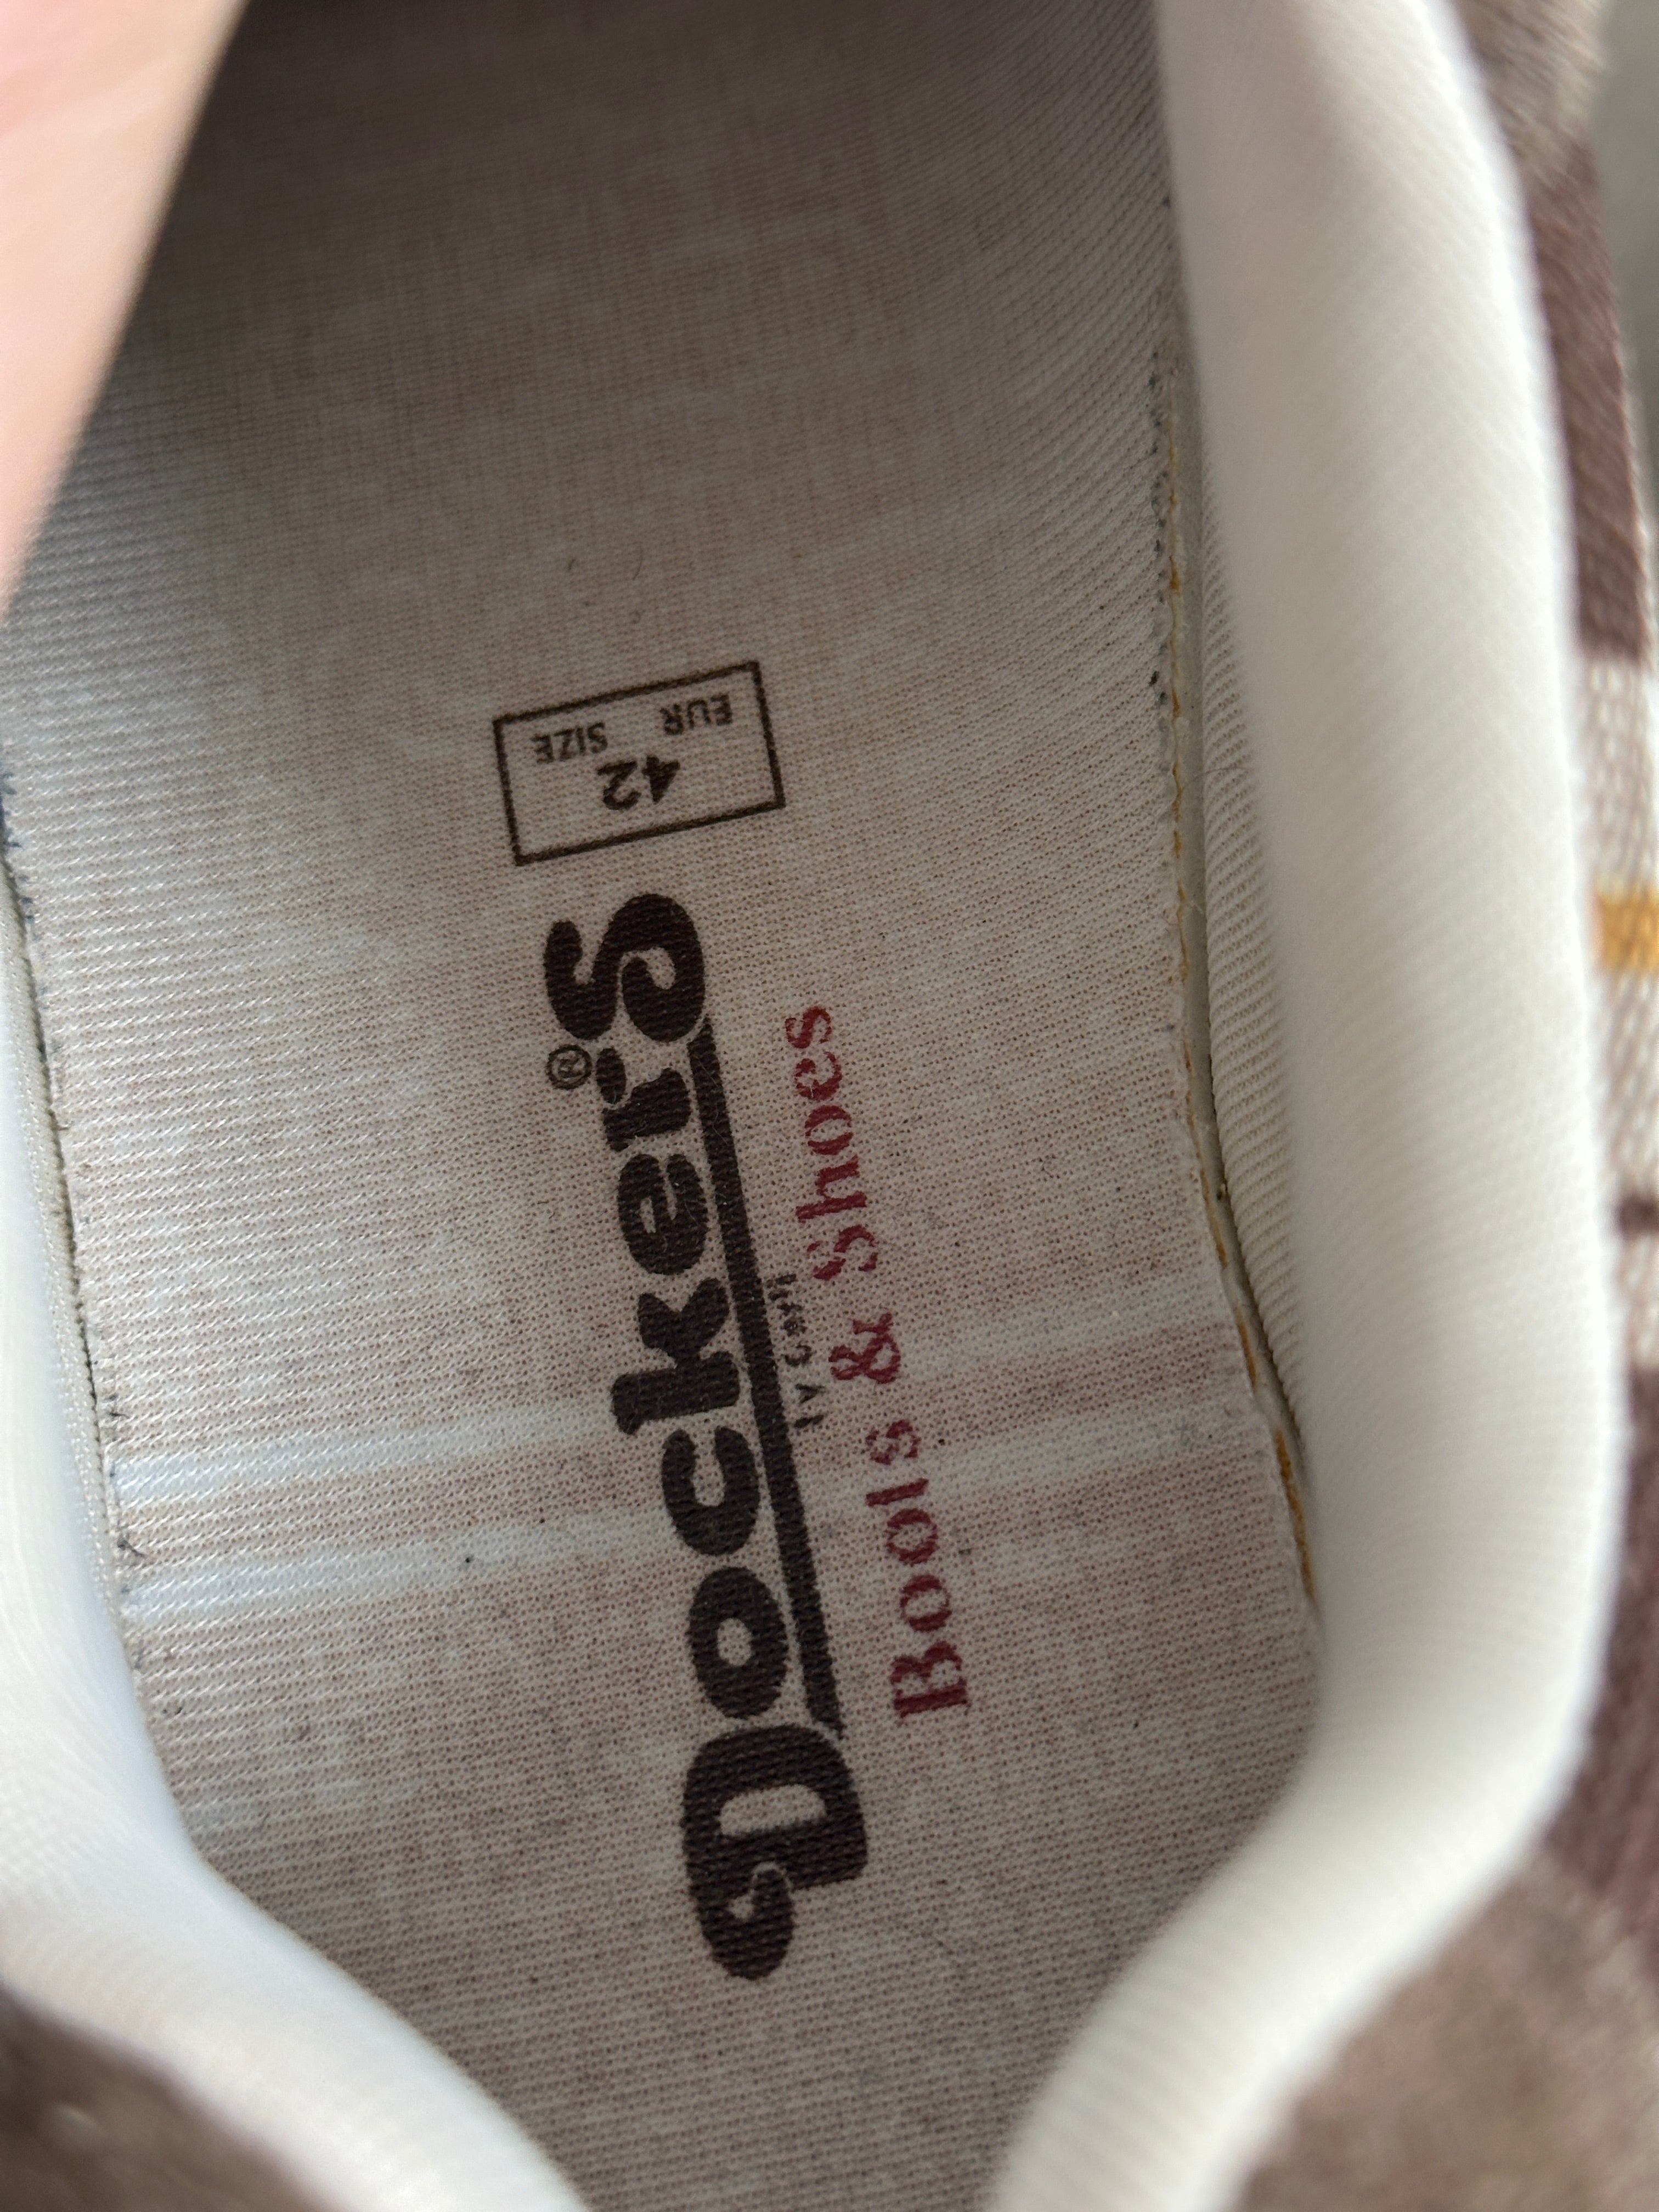 Dockers®
by Gerli
Boots & Shoes
EUR SIZE
42